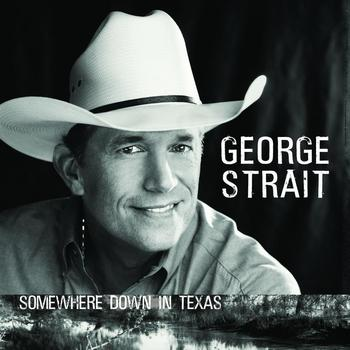 GEORGE
STRAIT
SOMEWHERE DOWN IN TEXAS